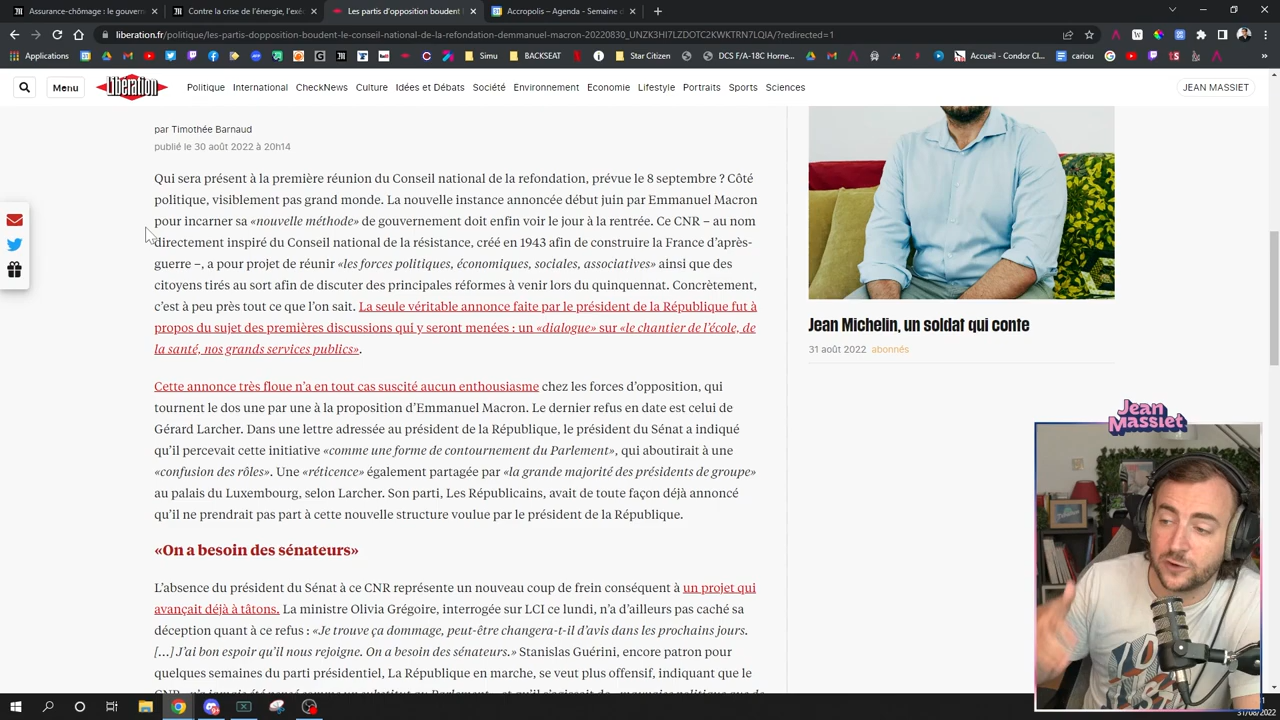 Assurance-chômage : le gouvern
Contre la crise de l'énergie, l'exé
Les partis d'opposition boudent l
Accropolis – Agenda - Semaine d
liberation.fr/politique/les-partis-dopposition-boudent-le-conseil-national-de-la-refondation-demmanuel-macron-20220830_UNZK3HI7LZDOTC2KWKTRN7LQIA/?redirected=1
Applications
Simu
BACKSEAT
Star Citizen
DCS F/A-18C Horne...
Accueil - Condor Cl...
cariou
Menu
Libération
Politique International CheckNews Culture Idées et Débats Société Environnement Economie Lifestyle Portraits Sports Sciences
JEAN MASSIET
par Timothée Barnaud
publié le 30 août 2022 à 20h14
Qui sera présent à la première réunion du Conseil national de la refondation, prévue le 8 septembre ? Côté
politique, visiblement pas grand monde. La nouvelle instance annoncée début juin par Emmanuel Macron
pour incarner sa «nouvelle méthode» de gouvernement doit enfin voir le jour à la rentrée. Ce CNR – au nom
directement inspiré du Conseil national de la résistance, créé en 1943 afin de construire la France d'après-
guerre –, a pour projet de réunir «les forces politiques, économiques, sociales, associatives» ainsi que des
citoyens tirés au sort afin de discuter des principales réformes à venir lors du quinquennat. Concrètement,
c'est à peu près tout ce que l'on sait. La seule véritable annonce faite par le président de la République fut à
propos du sujet des premières discussions qui y seront menées : un «dialogue» sur «le chantier de l'école, de
la santé, nos grands services publics».
Cette annonce très floue n'a en tout cas suscité aucun enthousiasme chez les forces d'opposition, qui
tournent le dos une par une à la proposition d'Emmanuel Macron. Le dernier refus en date est celui de
Gérard Larcher. Dans une lettre adressée au président de la République, le président du Sénat a indiqué
qu'il percevait cette initiative «comme une forme de contournement du Parlement», qui aboutirait à une
«confusion des rôles». Une «réticence» également partagée par «la grande majorité des présidents de groupe»
au palais du Luxembourg, selon Larcher. Son parti, Les Républicains, avait de toute façon déjà annoncé
qu'il ne prendrait pas part à cette nouvelle structure voulue par le président de la République.
«On a besoin des sénateurs»
L'absence du président du Sénat à ce CNR représente un nouveau coup de frein conséquent à un projet qui
avançait déjà à tâtons. La ministre Olivia Grégoire, interrogée sur LCI ce lundi, n'a d'ailleurs pas caché sa
déception quant à ce refus : «Je trouve ça dommage, peut-être changera-t-il d'avis dans les prochains jours.
[…] J'ai bon espoir qu'il nous rejoigne. On a besoin des sénateurs.» Stanislas Guérini, encore patron pour
quelques semaines du parti présidentiel, La République en marche, se veut plus offensif, indiquant que le
Jean Michelin, un soldat qui conte
31 août 2022 abonnés
Jean
Massiet
31/08/2022